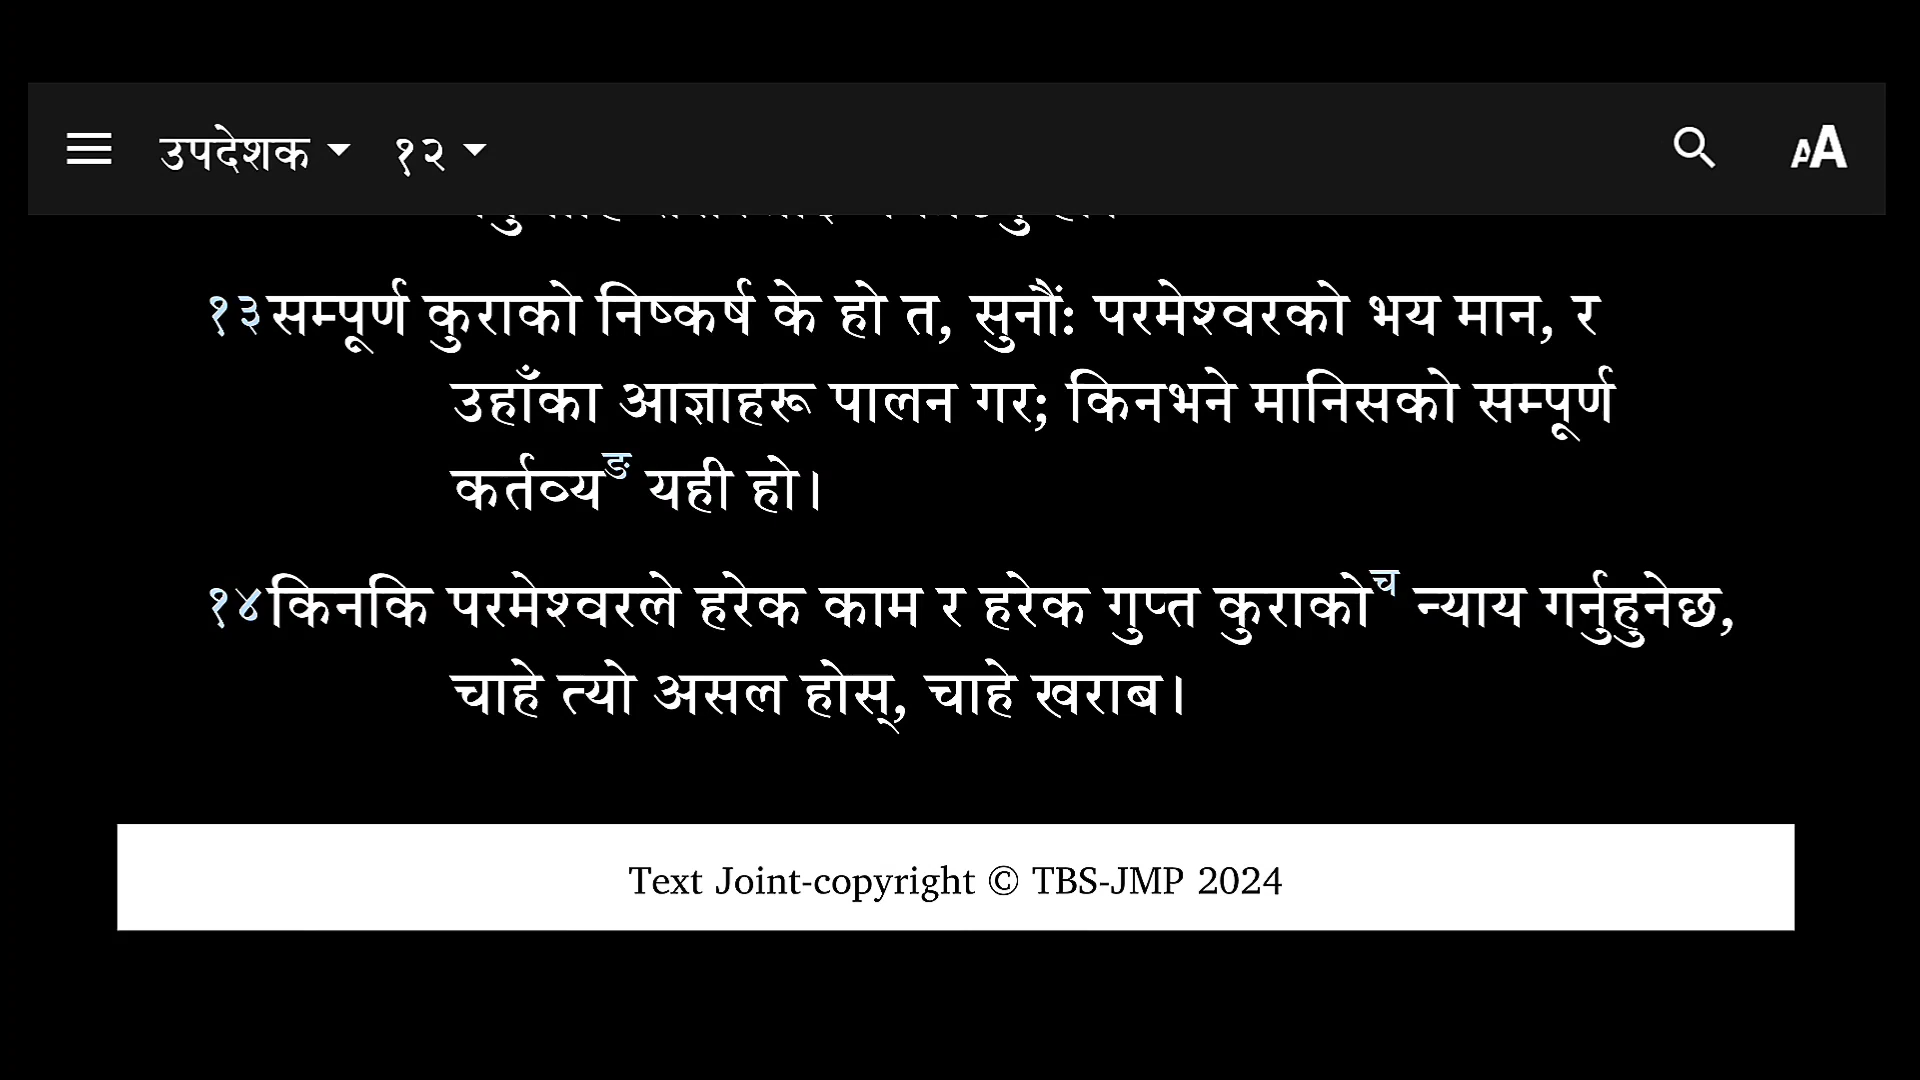 उपदेशक १२
१३सम्पूर्ण कुराको निष्कर्ष के हो त, सुनौं: परमेश्वरको भय मान, र
उहाँका आज्ञाहरू पालन गर; किनभने मानिसको सम्पूर्ण
कर्तव्यङ यही हो।
१४किनकि परमेश्वरले हरेक काम र हरेक गुप्त कुराकोच न्याय गर्नुहुनेछ,
चाहे त्यो असल होस्, चाहे खराब।
Text Joint-copyright © TBS-JMP 2024